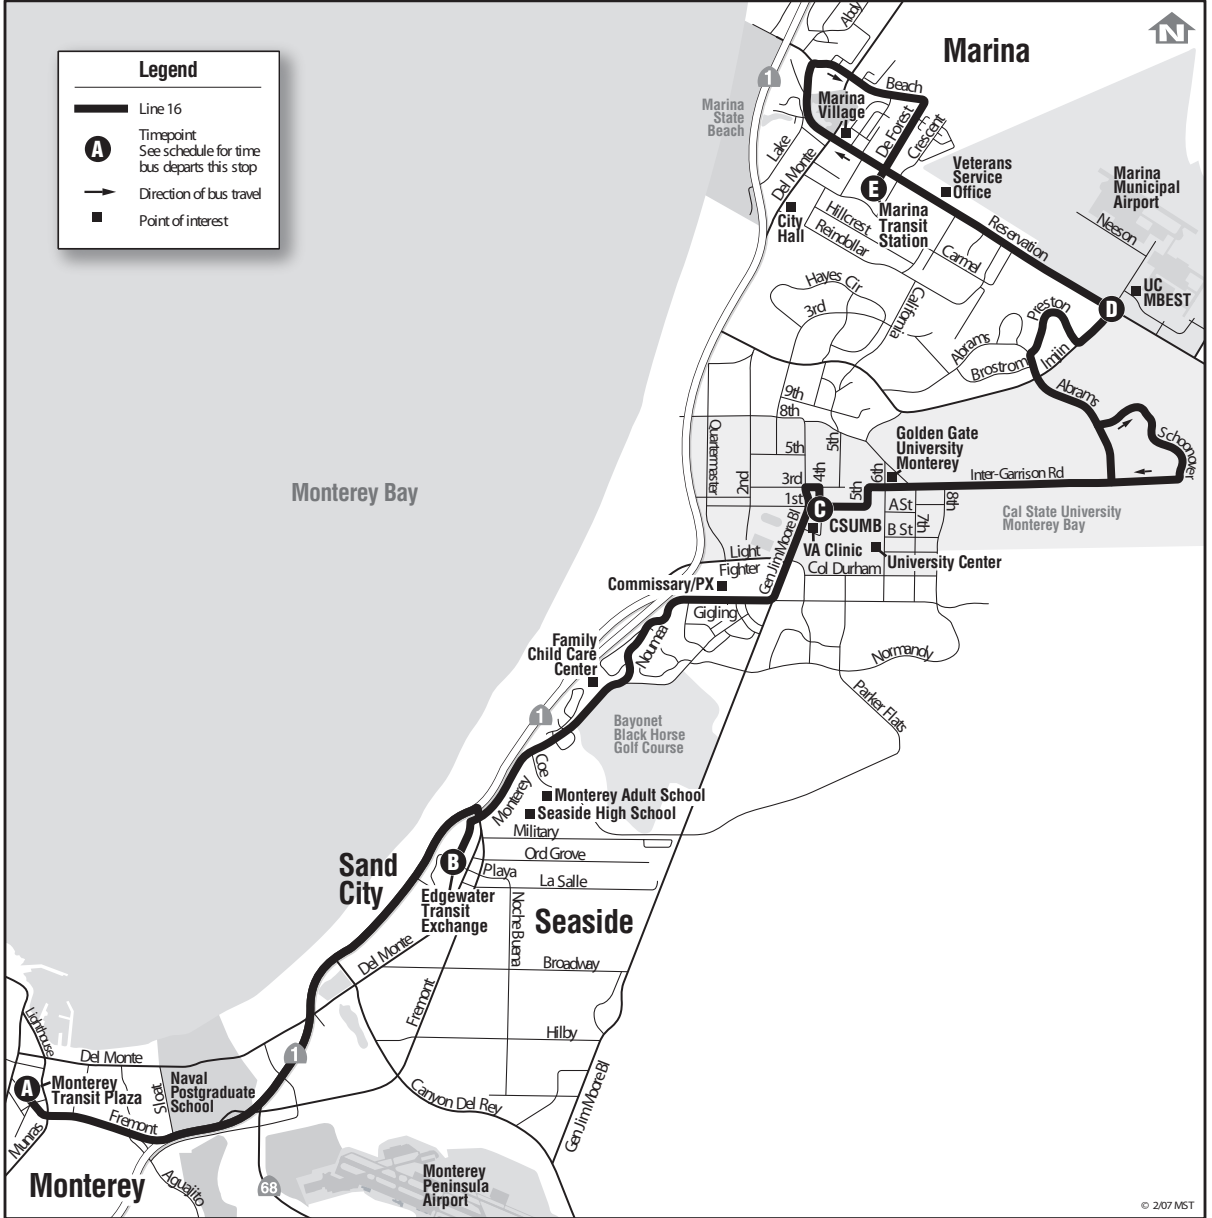 N
Marina
Legend
Line 16
A
Timepoint
See schedule for time
bus departs this stop
Direction of bus travel
Point of interest
Abdy
1
Marina
State
Beach
Marina
Village
Beach
De Forest
Crescent
Lake
Del Monte
E
Marina
Transit
Station
City
Hall
Hillcrest
Reindollar
Veterans
Service
Office
Reservation
Carmel
Marina
Municipal
Airport
Neeson
UC
MBEST
D
Hayes Cir
3rd
California
Preston
Abrams
Brostrom
Imjin
Abrams
Schoonover
9th
8th
Quartermaster
2nd
5th
5th
4th
3rd
1st
Golden Gate
University
Monterey
6th
5th
Inter-Garrison Rd
8th
A St
7th
B St
Cal State University
Monterey Bay
C
CSUMB
VA Clinic
University Center
Col Durham
Gen Jim Moore Bl
Light
Fighter
Commissary/PX
Gigling
Noumea
Normandy
Parker Flats
Monterey Bay
Family
Child Care
Center
1
Bayonet
Black Horse
Golf Course
Coe
Monterey
Monterey Adult School
Seaside High School
Military
Ord Grove
Playa
La Salle
Noche Buena
Sand
City
B
Edgewater
Transit
Exchange
Seaside
Del Monte
Broadway
Fremont
Hilby
Gen Jim Moore Bl
Canyon Del Rey
1
Lighthouse
Del Monte
A
Monterey
Transit Plaza
Sloat
Naval
Postgraduate
School
Fremont
Munras
Aguajito
Monterey
68
Monterey
Peninsula
Airport
© 2/07 MST